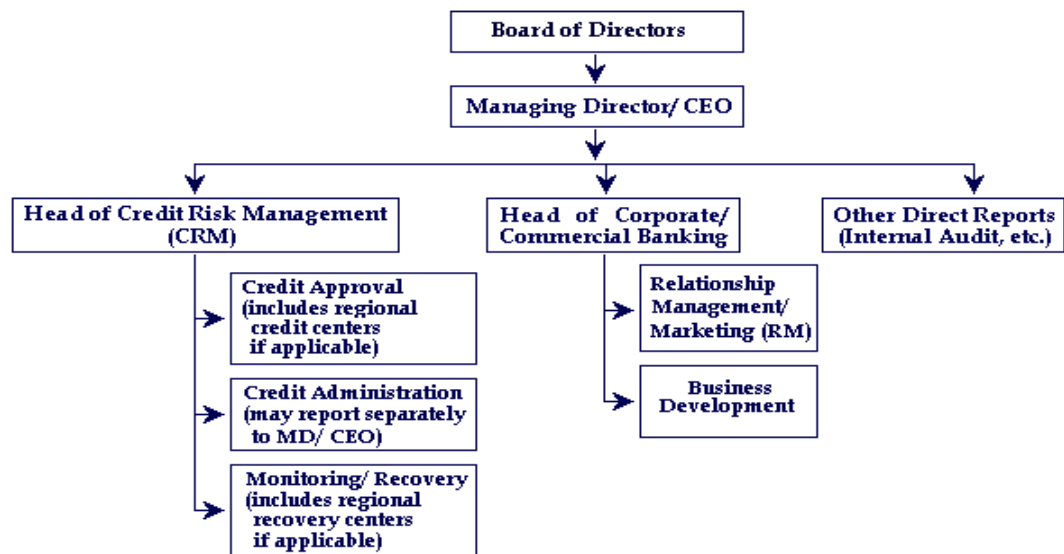 Board of Directors
Managing Director/ CEO
Head of Credit Risk Management
(CRM)
Head of Corporate/
Commercial Banking
Other Direct Reports
(Internal Audit, etc.)
Credit Approval
(includes regional
credit centers
if applicable)
Credit Administration
(may report separately
to MD/ CEO)
Monitoring/ Recovery
(includes regional
recovery centers
if applicable)
Relationship
Management/
Marketing (RM)
Business
Development